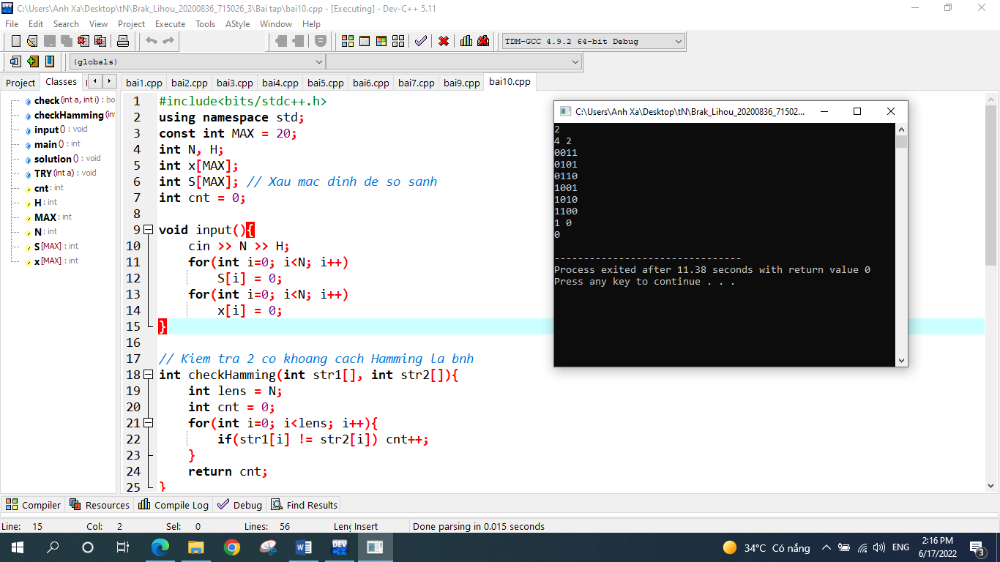 C:\Users\Anh Xa\Desktop\tN\Brak_Lihou_20200836_715026_3\Bai tap\bai10.cpp - [Executing] - Dev-C++ 5.11
File Edit Search View Project Execute Tools AStyle Window Help
TDM-GCC 4.9.2 64-bit Debug
(globals)
Project Classes
bai1.cpp bai2.cpp bai3.cpp bai4.cpp bai5.cpp bai6.cpp bai7.cpp bai9.cpp bai10.cpp
check (int a, int i) : bo
checkHamming (int
input () : void
main () : int
solution () : void
TRY (int a) : void
cnt : int
H : int
MAX : int
N : int
S [MAX] : int
x [MAX] : int
1 #include<bits/stdc++.h>
2 using namespace std;
3 const int MAX = 20;
4 int N, H;
5 int x[MAX];
6 int S[MAX]; // Xau mac dinh de so sanh
7 int cnt = 0;
8
9 void input(){
10 cin >> N >> H;
11 for(int i=0; i<N; i++)
12 S[i] = 0;
13 for(int i=0; i<N; i++)
14 x[i] = 0;
15 }
16
17 // Kiem tra 2 co khoang cach Hamming la bnh
18 int checkHamming(int str1[], int str2[]){
19 int lens = N;
20 int cnt = 0;
21 for(int i=0; i<lens; i++){
22 if(str1[i] != str2[i]) cnt++;
23 }
24 return cnt;
25 }
C:\Users\Anh Xa\Desktop\tN\Brak_Lihou_20200836_71502...
2
4 2
0011
0101
0110
1001
1010
1100
1 0
0
--------------------------------
Process exited after 11.38 seconds with return value 0
Press any key to continue . . .
Compiler Resources Compile Log Debug Find Results
Line: 15 Col: 2 Sel: 0 Lines: 56 Leng Insert Done parsing in 0.015 seconds
34°C Có nắng ENG 2:16 PM
6/17/2022 3